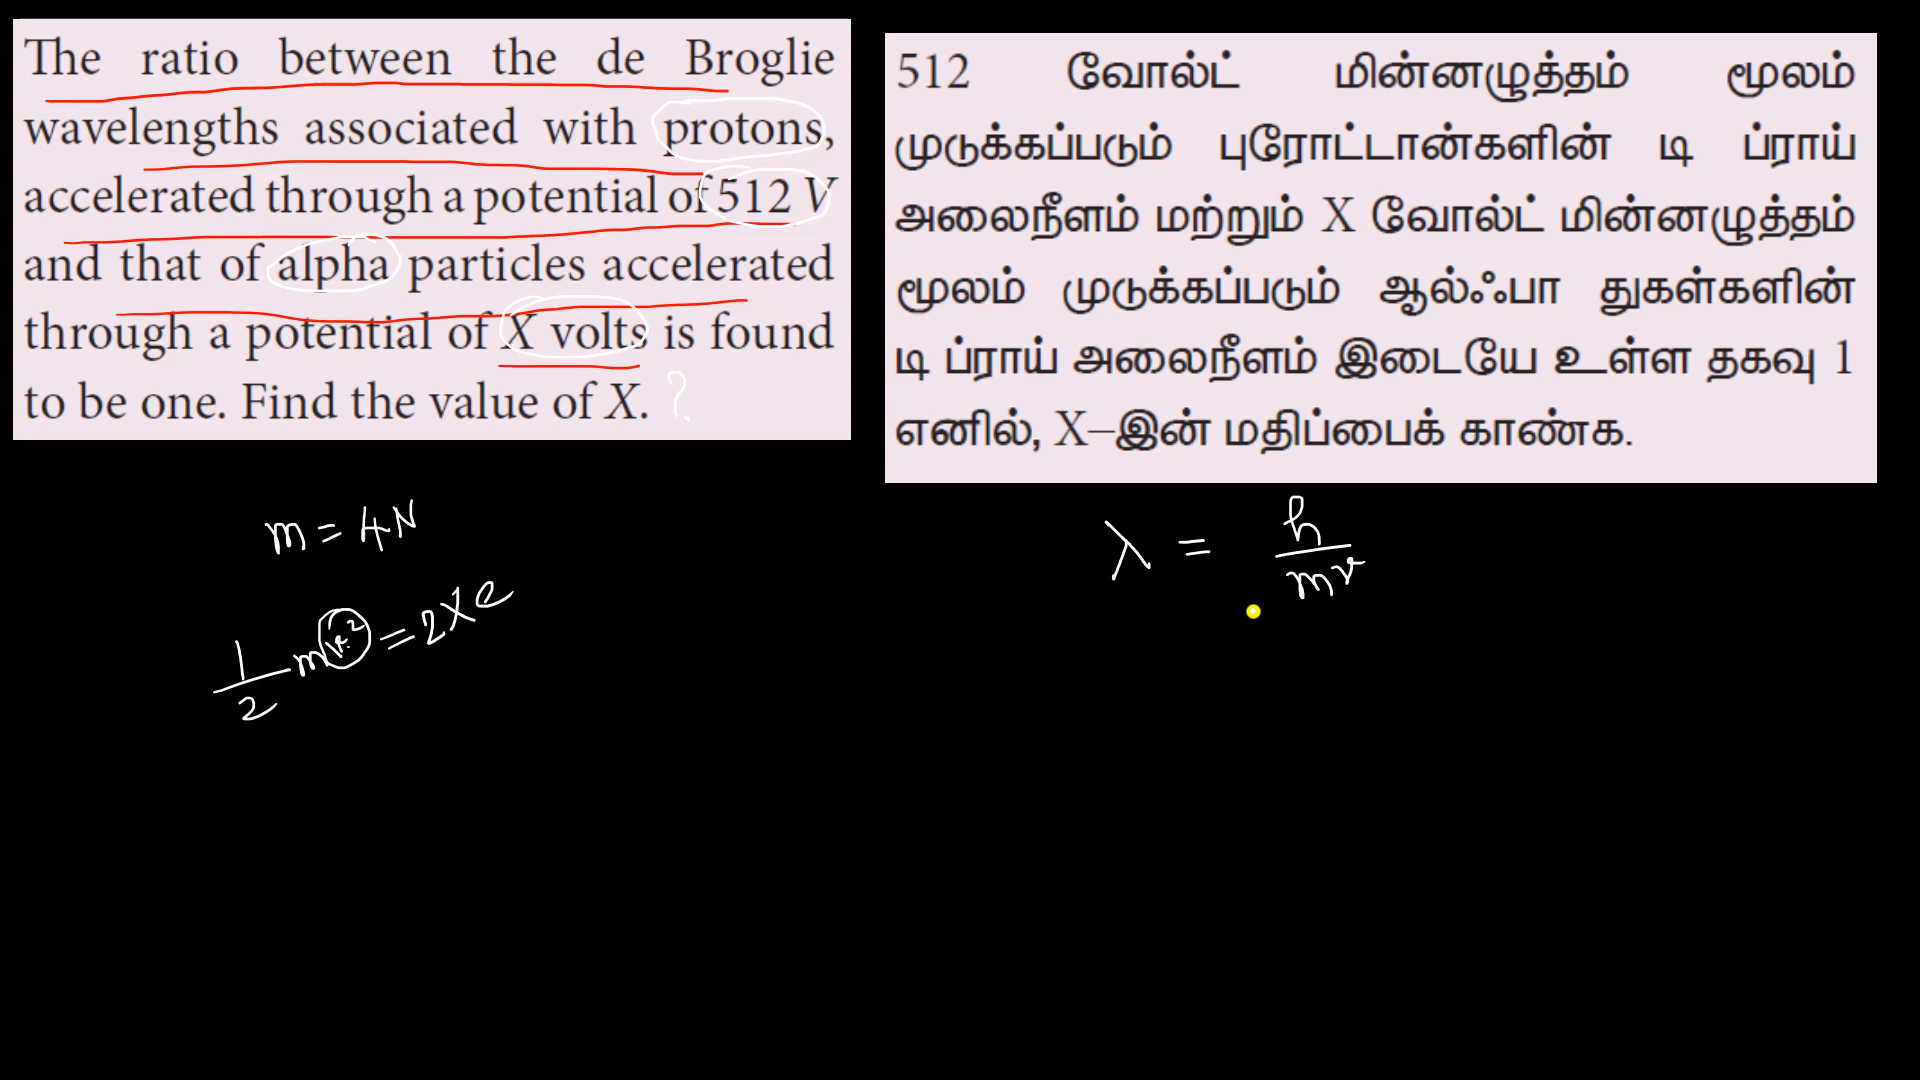 The ratio between the de Broglie
wavelengths associated with protons,
accelerated through a potential of 512 V
and that of alpha particles accelerated
through a potential of X volts is found
to be one. Find the value of X. ?
512 வோல்ட் மின்னழுத்தம் மூலம்
முடுக்கப்படும் புரோட்டான்களின் டி ப்ராய்
அலைநீளம் மற்றும் X வோல்ட் மின்னழுத்தம்
மூலம் முடுக்கப்படும் ஆல்ஃபா துகள்களின்
டி ப்ராய் அலைநீளம் இடையே உள்ள தகவு 1
எனில், X–இன் மதிப்பைக் காண்க.
m = 4N
1/2 mv² = 2Xe
λ = h/mv